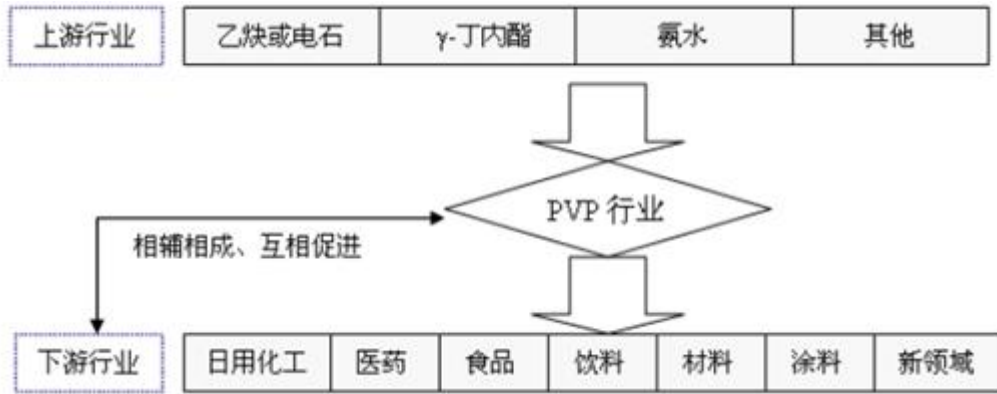 上游行业 乙炔或电石 γ-丁内酯 氨水 其他
PVP 行业
相辅相成、互相促进
下游行业 日用化工 医药 食品 饮料 材料 涂料 新领域